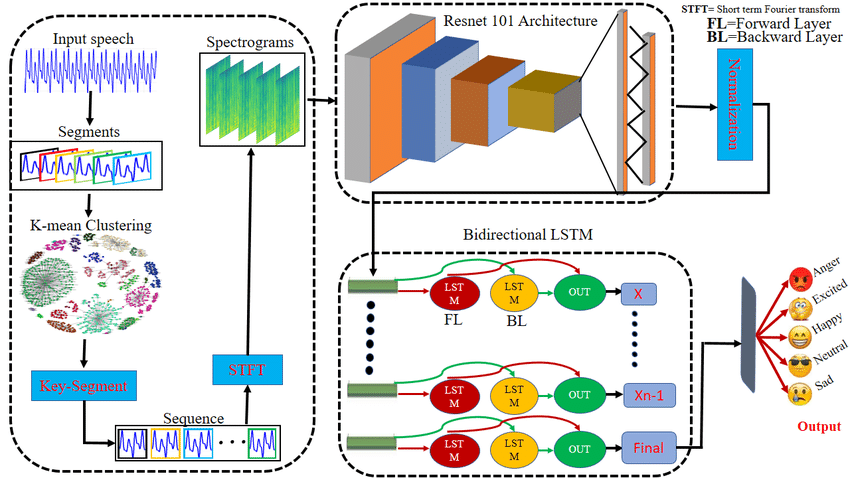 STFT= Short term Fourier transform
FL=Forward Layer
BL=Backward Layer
Input speech
Segments
K-mean Clustering
Key-Segment
Sequence
STFT
Spectrograms
Resnet 101 Architecture
Normalization
Bidirectional LSTM
LST
M
FL
LST
M
BL
OUT
X
LST
M
LST
M
OUT
Xn-1
LST
M
LST
M
OUT
Final
Anger
Excited
Happy
Neutral
Sad
Output